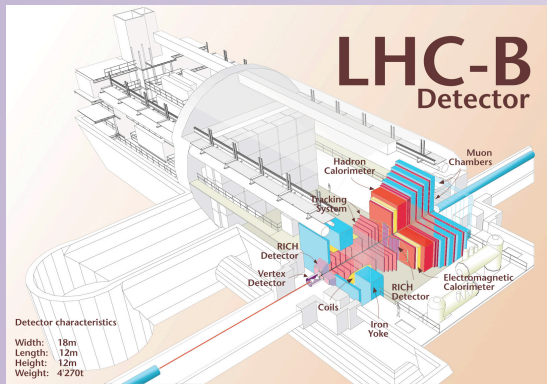 LHC-B
Detector
Muon
Chambers
Hadron
Calorimeter
Tracking
System
RICH
Detector
Vertex
Detector
Coils
Iron
Yoke
RICH
Detector
Electromagnetic
Calorimeter
Detector characteristics
Width: 18m
Length: 12m
Height: 12m
Weight: 4'270t